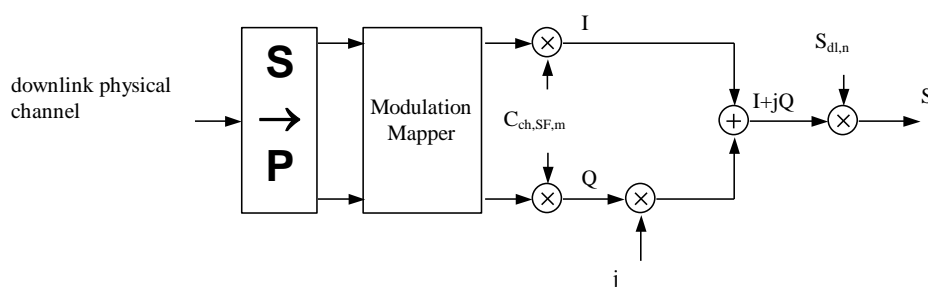 downlink physical
channel
S
→
P
Modulation
Mapper
I
C_ch,SF,m
Q
j
I+jQ
S_dl,n
S